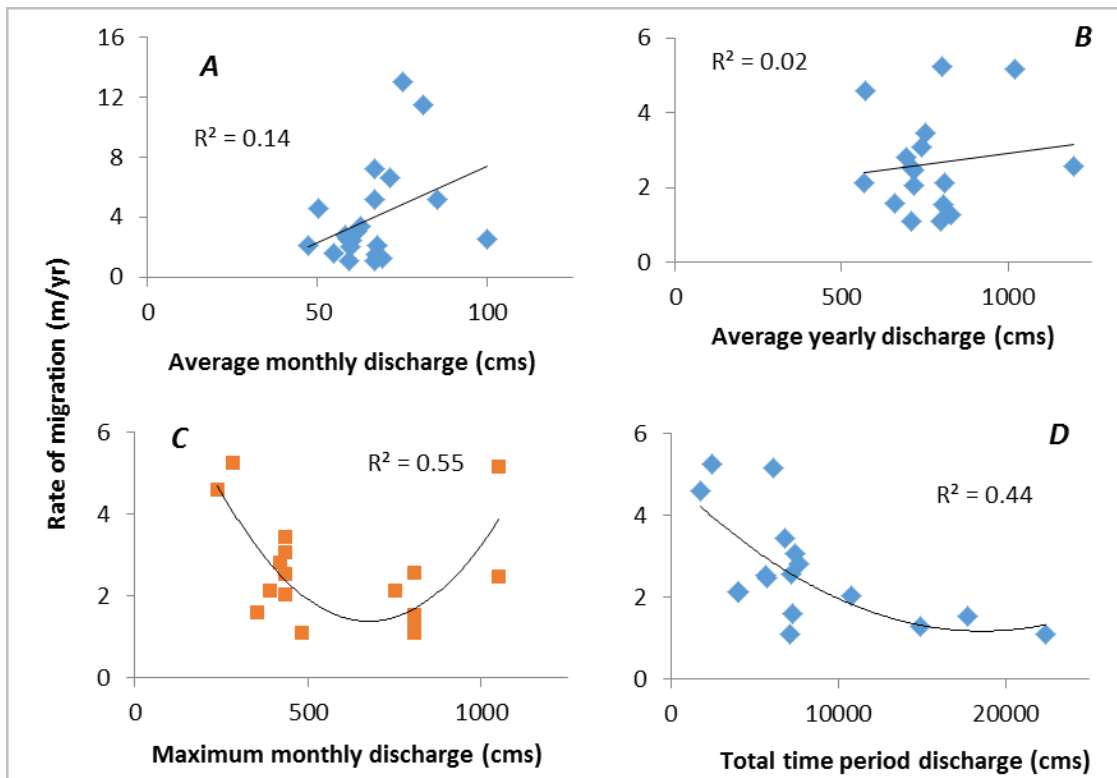 Rate of migration (m/yr)
A
R² = 0.14
16
12
8
4
0
0 50 100
Average monthly discharge (cms)
B
R² = 0.02
6
4
2
0
0 500 1000
Average yearly discharge (cms)
C
R² = 0.55
6
4
2
0
0 500 1000
Maximum monthly discharge (cms)
D
R² = 0.44
6
4
2
0
0 10000 20000
Total time period discharge (cms)